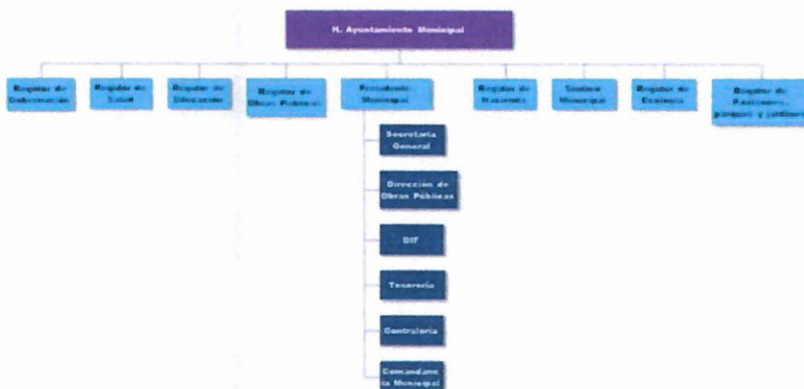 H. Ayuntamiento Municipal
Regidor de
Gobernación
Regidor de
Salud
Regidor de
Educación
Regidor de
Obras Públicas
Presidente
Municipal
Regidor de
Hacienda
Síndico
Municipal
Regidor de
Ecología
Regidor de
Panteones,
parques y jardines
Secretaría
General
Dirección de
Obras Públicas
DIF
Tesorería
Contraloría
Comandanc
ia Municipal